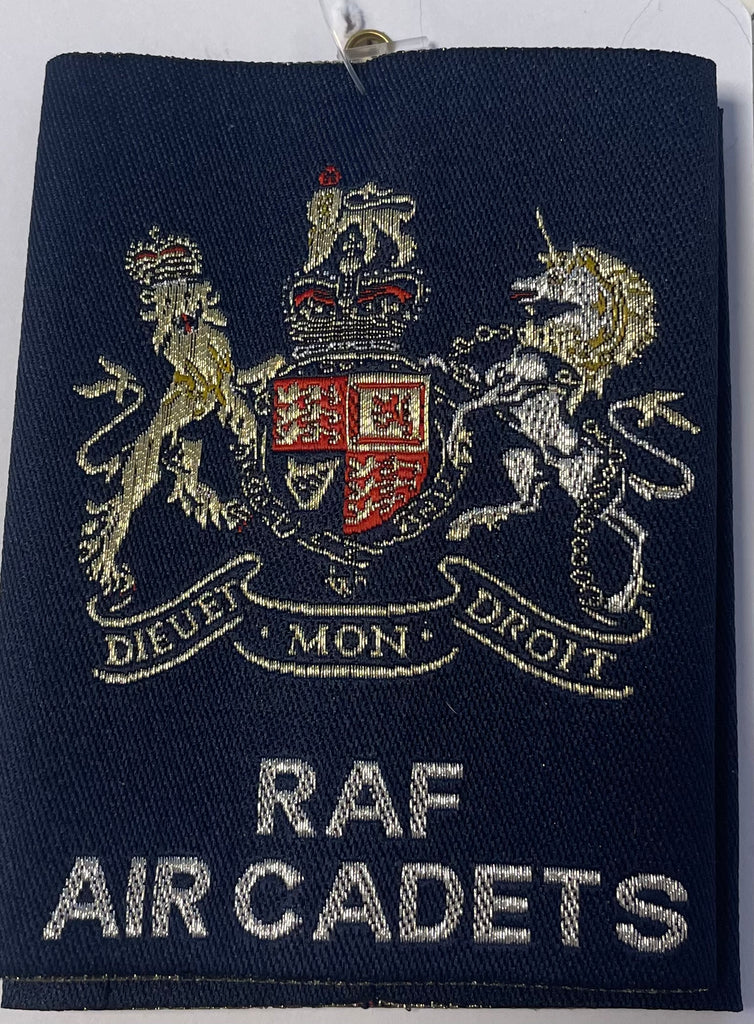 DIEU ET · MON · DROIT
RAF
AIR CADETS